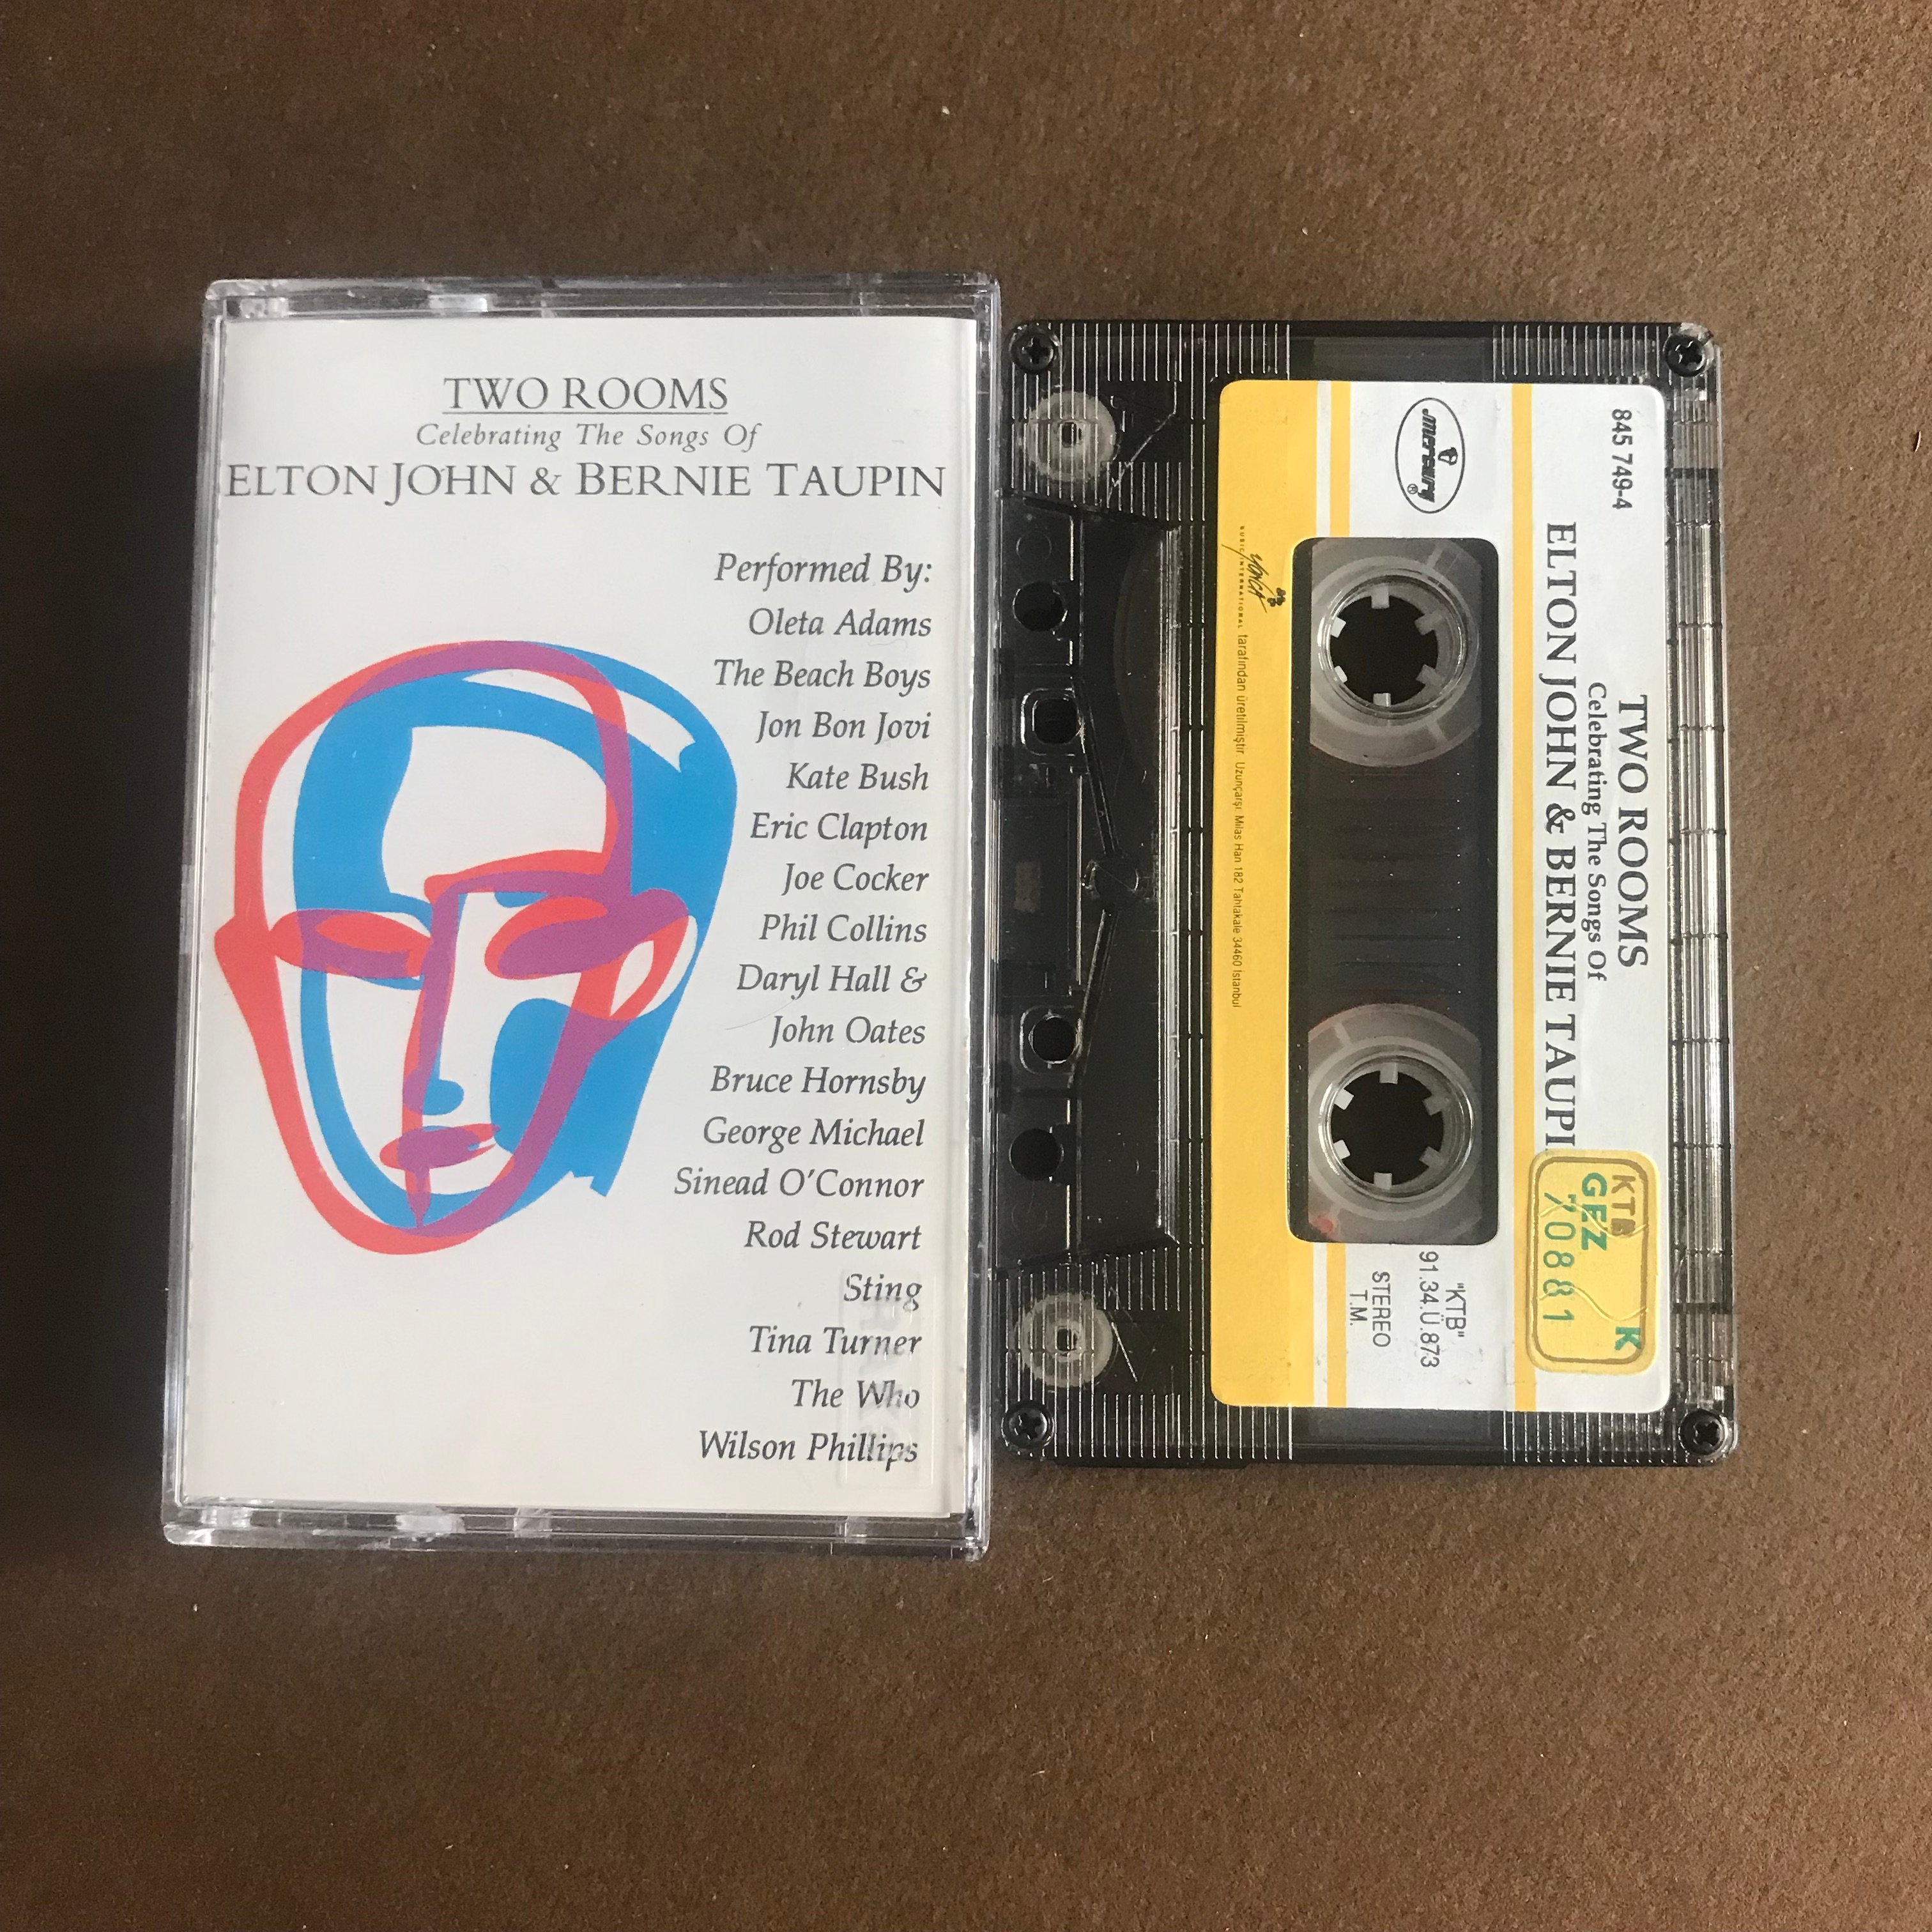 TWO ROOMS
Celebrating The Songs Of
ELTON JOHN & BERNIE TAUPIN
Performed By:
Oleta Adams
The Beach Boys
Jon Bon Jovi
Kate Bush
Eric Clapton
Joe Cocker
Phil Collins
Daryl Hall &
John Oates
Bruce Hornsby
George Michael
Sinead O'Connor
Rod Stewart
Sting
Tina Turner
The Who
Wilson Phillips
845 749-4
TWO ROOMS
Celebrating The Songs Of
ELTON JOHN & BERNIE TAUPI
mercury ®
KTB
GEZ K
70881
"KTB"
91.34.Ü.873
STEREO
T.M.
MUSIC INTERNATIONAL tarafından üretilmiştir Uzunçarşı Milas Han 182 Tahtakale 34460 İstanbul